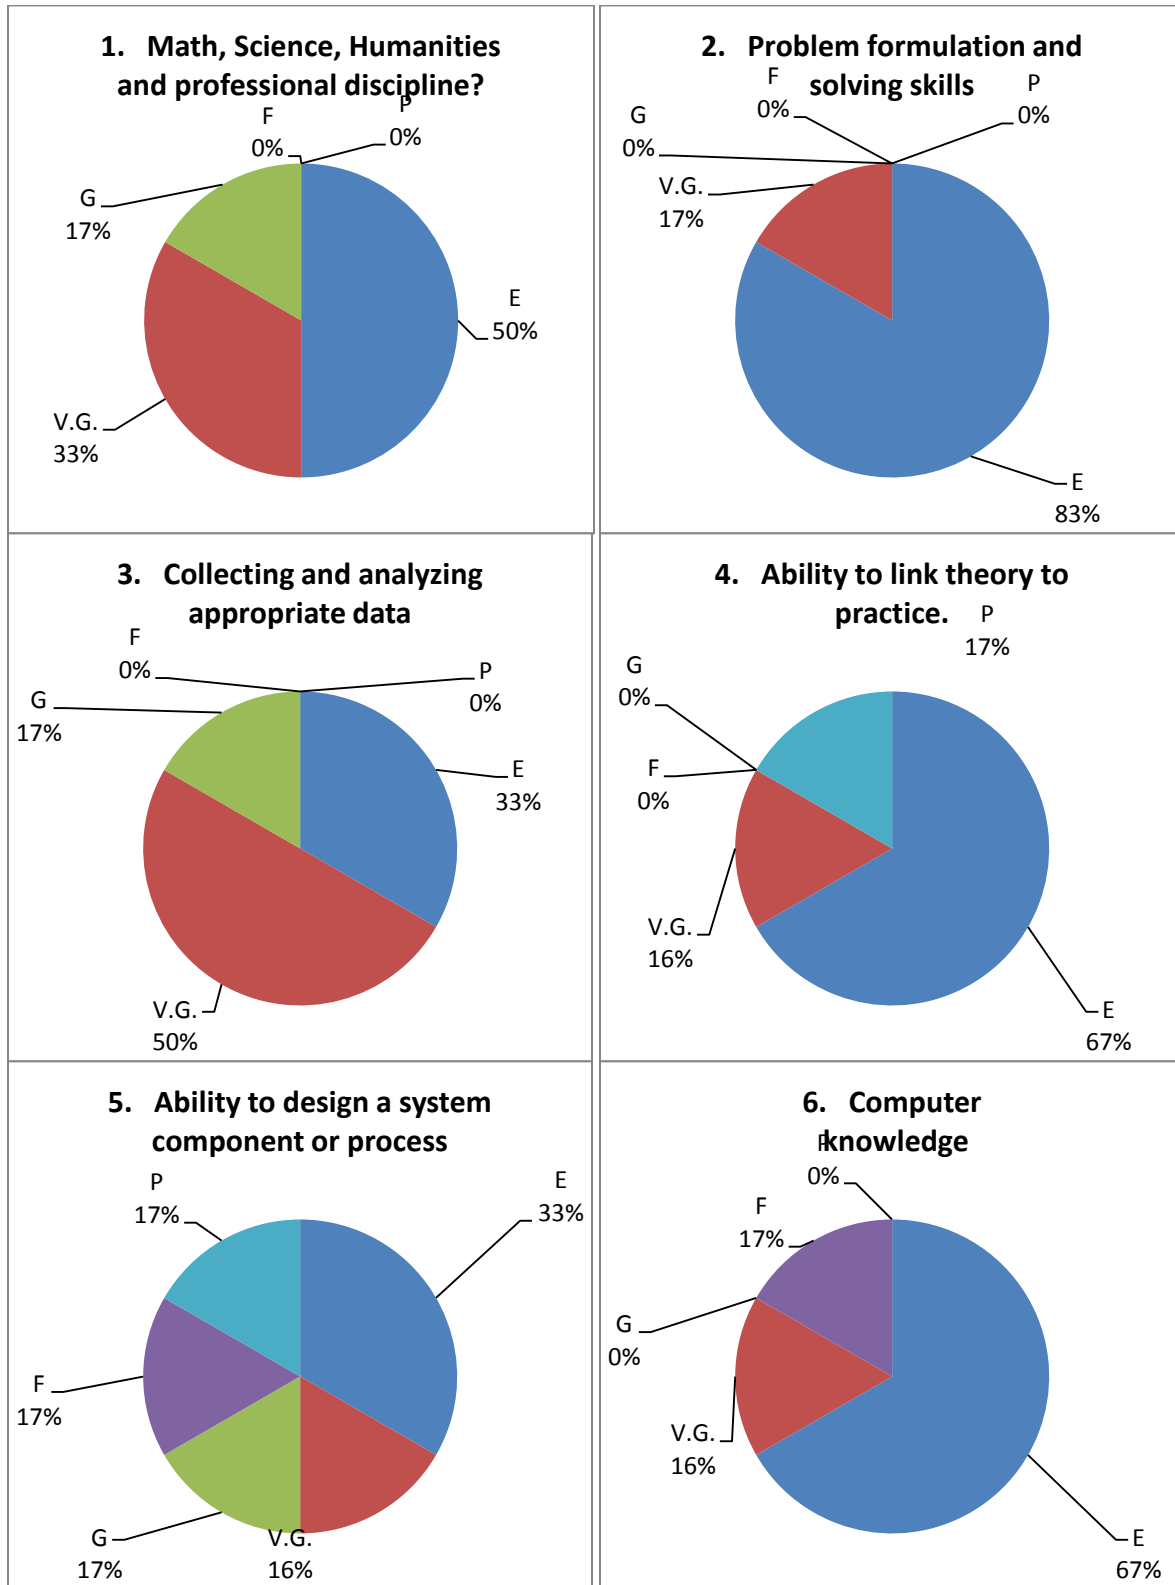 1. Math, Science, Humanities
and professional discipline?
F
0%
P
0%
G
17%
E
50%
V.G.
33%
2. Problem formulation and
solving skills
F
0%
P
0%
G
0%
V.G.
17%
E
83%
3. Collecting and analyzing
appropriate data
F
0%
P
0%
G
17%
E
33%
V.G.
50%
4. Ability to link theory to
practice.
P
17%
G
0%
F
0%
V.G.
16%
E
67%
5. Ability to design a system
component or process
P
17%
E
33%
F
17%
G
17%
V.G.
16%
6. Computer
knowledge
P
0%
F
17%
G
0%
V.G.
16%
E
67%